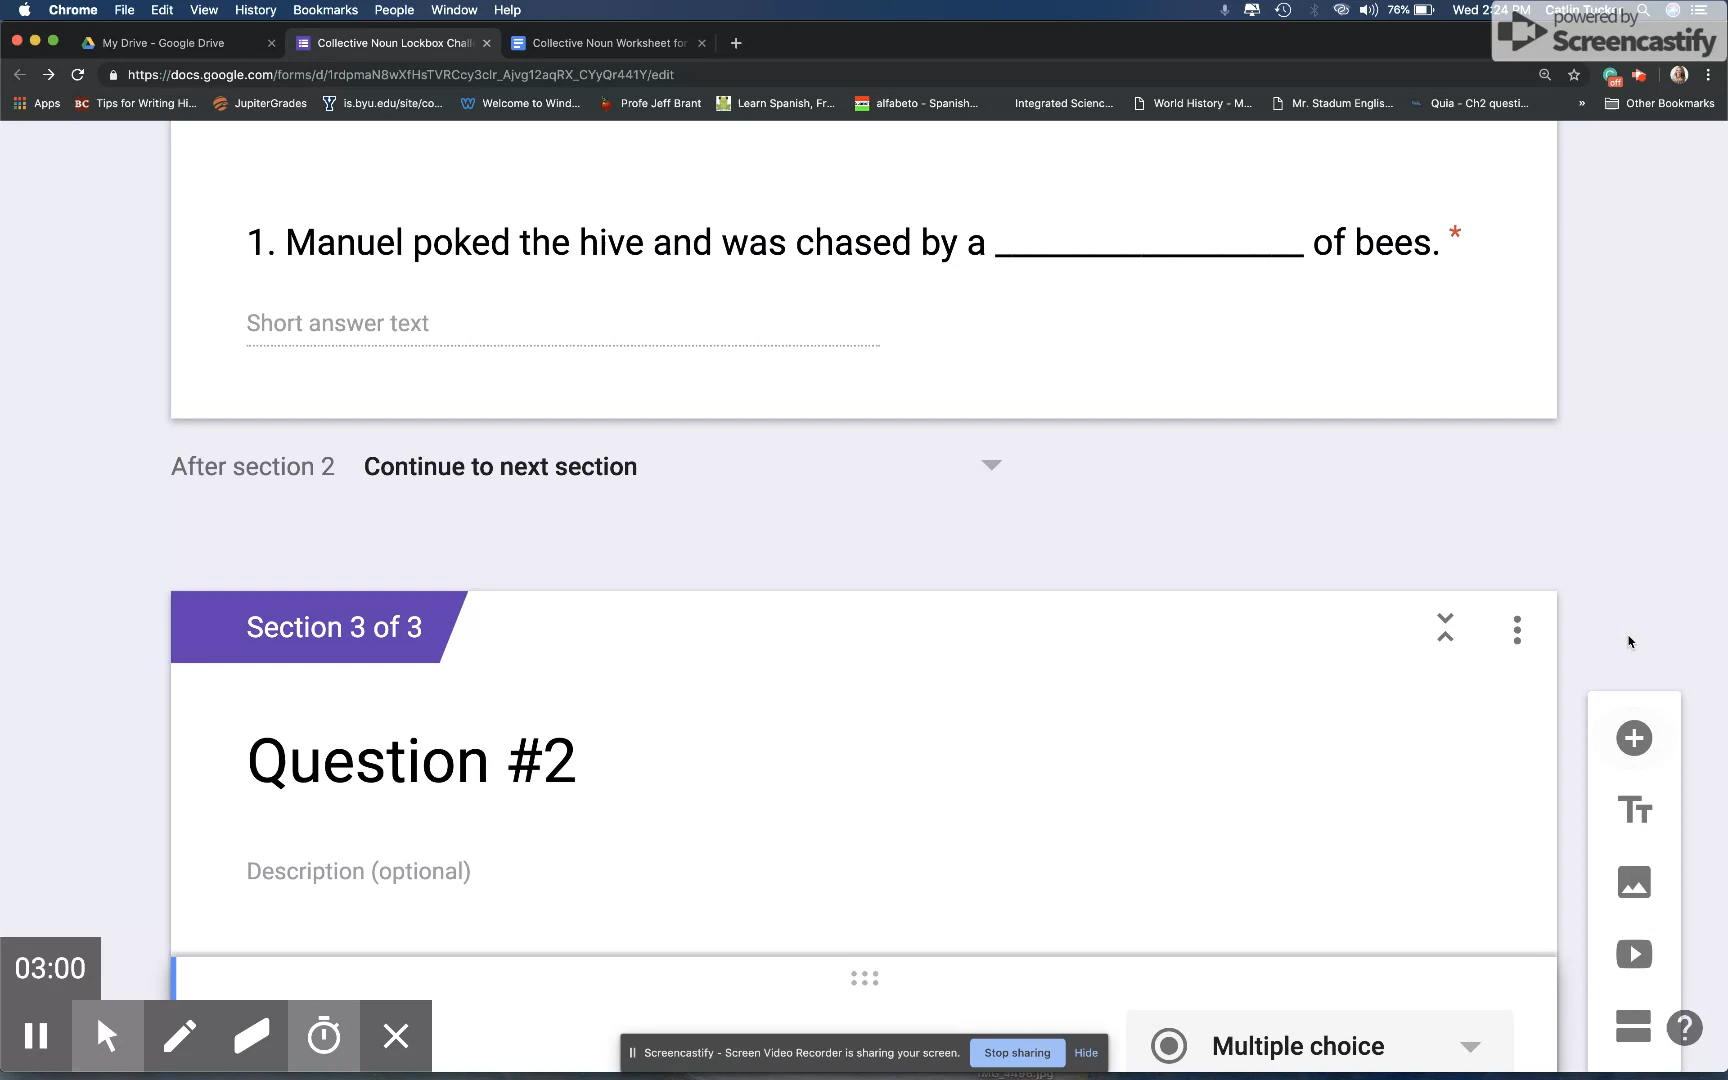 Chrome File Edit View History Bookmarks People Window Help 76% Wed 2:24 PM Catlin Tucker
powered by
Screencastify
My Drive - Google Drive
Collective Noun Lockbox Chall
Collective Noun Worksheet for
https://docs.google.com/forms/d/1rdpmaN8wXfHsTVRCcy3clr_Ajvg12aqRX_CYyQr441Y/edit
off
Apps BC Tips for Writing Hi... JupiterGrades is.byu.edu/site/co... Welcome to Wind... Profe Jeff Brant Learn Spanish, Fr... alfabeto - Spanish... Integrated Scienc... World History - M... Mr. Stadum Englis... Quia - Ch2 questi... » Other Bookmarks
1. Manuel poked the hive and was chased by a ________________ of bees. *
Short answer text
After section 2 Continue to next section
Section 3 of 3
Question #2
Description (optional)
03:00
Multiple choice
Screencastify - Screen Video Recorder is sharing your screen. Stop sharing Hide